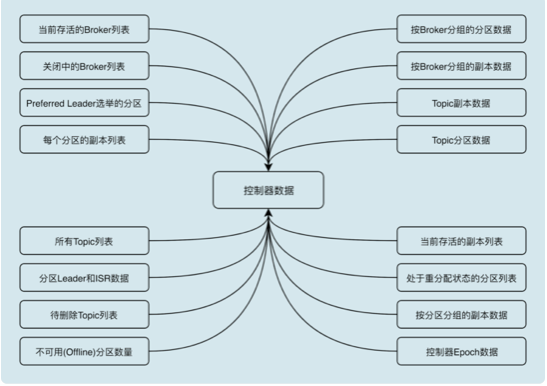 当前存活的Broker列表
关闭中的Broker列表
Preferred Leader选举的分区
每个分区的副本列表
按Broker分组的分区数据
按Broker分组的副本数据
Topic副本数据
Topic分区数据
控制器数据
所有Topic列表
分区Leader和ISR数据
待删除Topic列表
不可用(Offline)分区数量
当前存活的副本列表
处于重分配状态的分区列表
按分区分组的副本数据
控制器Epoch数据